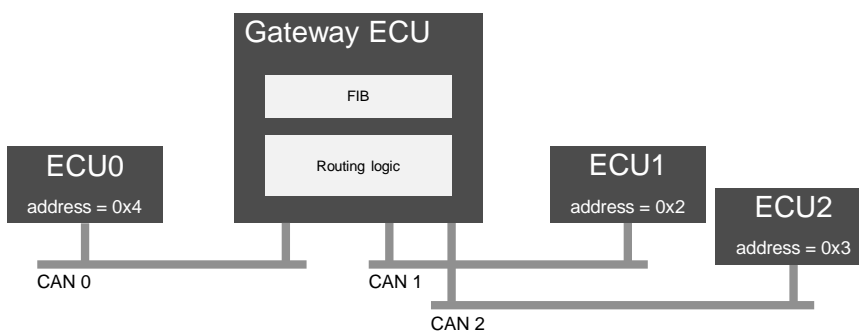 Gateway ECU
FIB
Routing logic
ECU0
address = 0x4
ECU1
address = 0x2
ECU2
address = 0x3
CAN 0
CAN 1
CAN 2